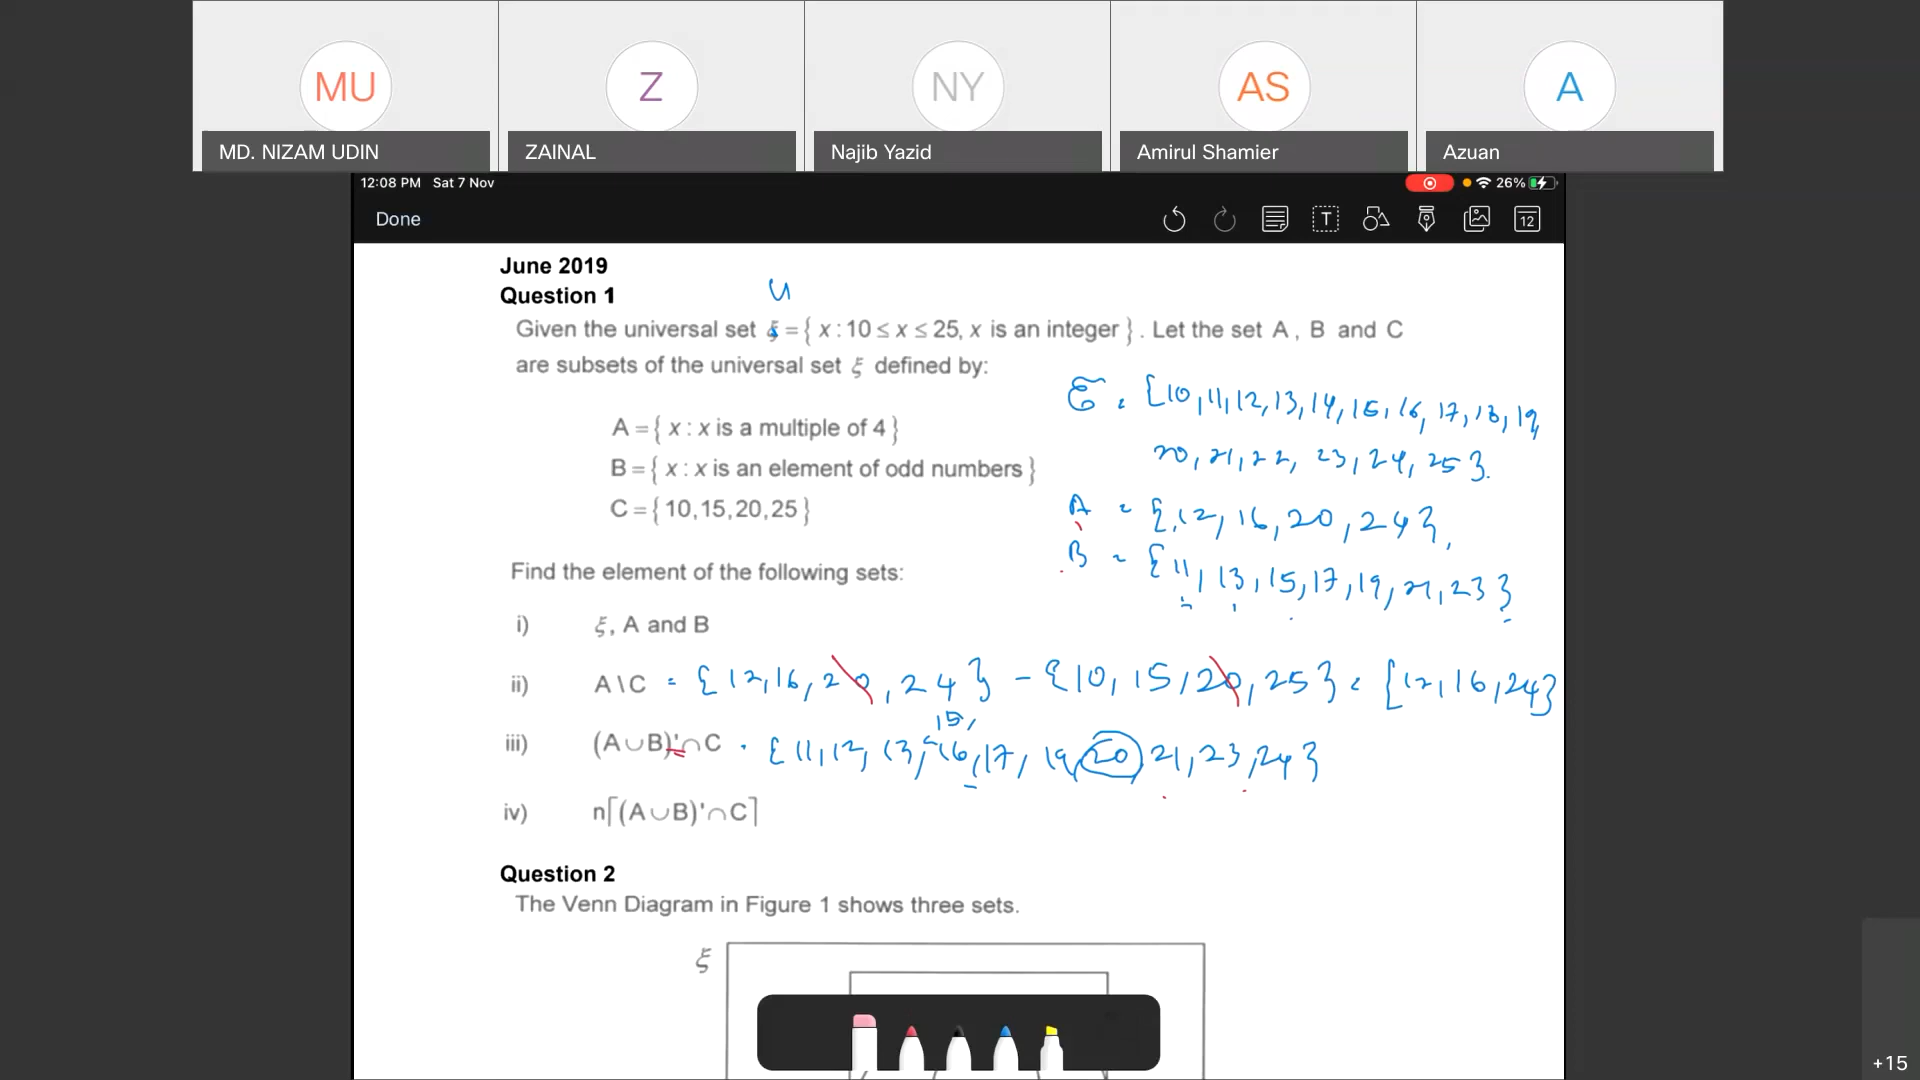 MU Z NY AS A
MD. NIZAM UDIN ZAINAL Najib Yazid Amirul Shamier Azuan
12:08 PM Sat 7 Nov 26%
Done T 12
June 2019
Question 1
U
Given the universal set ξ = { x : 10 ≤ x ≤ 25, x is an integer } . Let the set A , B and C
are subsets of the universal set ξ defined by:
ξ = {10, 11, 12, 13, 14, 15, 16, 17, 18, 19,
A = { x : x is a multiple of 4 }
20, 21, 22, 23, 24, 25}.
B = { x : x is an element of odd numbers }
C = { 10, 15, 20, 25 }
A = {12, 16, 20, 24},
B = {11, 13, 15, 17, 19, 21, 23}
Find the element of the following sets:
i) ξ, A and B
ii) A \ C = {12, 16, 20, 24} - {10, 15, 20, 25} = {12, 16, 24}
15,
iii) (A∪B)'∩C = {11, 12, 13, 16, 17, 19, 20 21, 23, 24}
iv) n[(A∪B)'∩C]
Question 2
The Venn Diagram in Figure 1 shows three sets.
ξ
+15